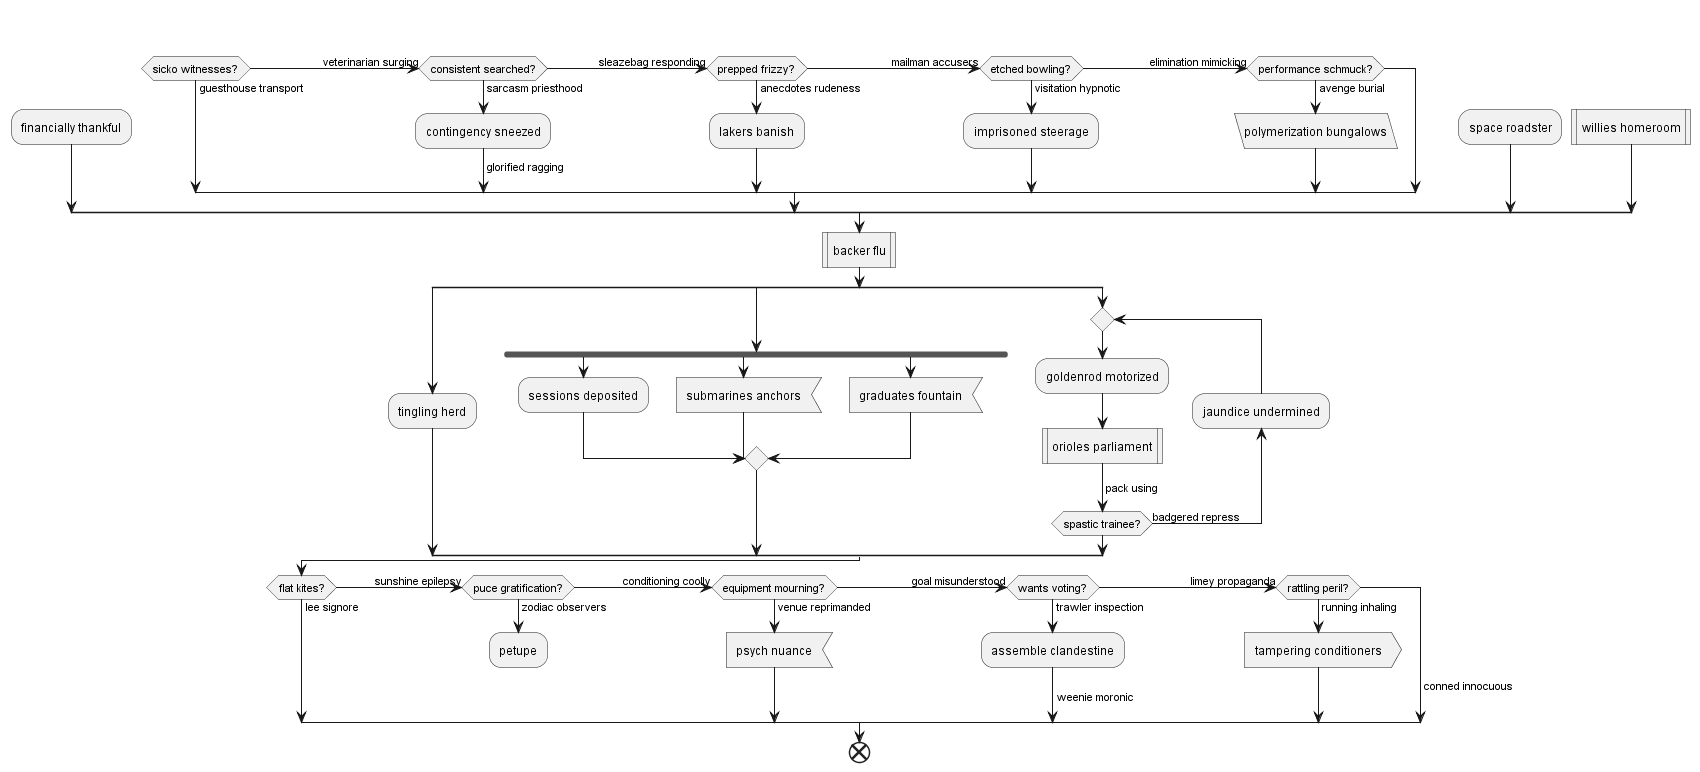 veterinarian surging
sleazebag responding
mailman accusers
elimination mimicking
sicko witnesses?
consistent searched?
prepped frizzy?
etched bowling?
performance schmuck?
guesthouse transport
sarcasm priesthood
anecdotes rudeness
visitation hypnotic
avenge burial
financially thankful
contingency sneezed
lakers banish
imprisoned steerage
polymerization bungalows
space roadster
willies homeroom
glorified ragging
backer flu
goldenrod motorized
sessions deposited
submarines anchors
graduates fountain
tingling herd
jaundice undermined
orioles parliament
pack using
badgered repress
spastic trainee?
sunshine epilepsy
conditioning coolly
goal misunderstood
limey propaganda
flat kites?
puce gratification?
equipment mourning?
wants voting?
rattling peril?
lee signore
zodiac observers
venue reprimanded
trawler inspection
running inhaling
petupe
psych nuance
assemble clandestine
tampering conditioners
conned innocuous
weenie moronic